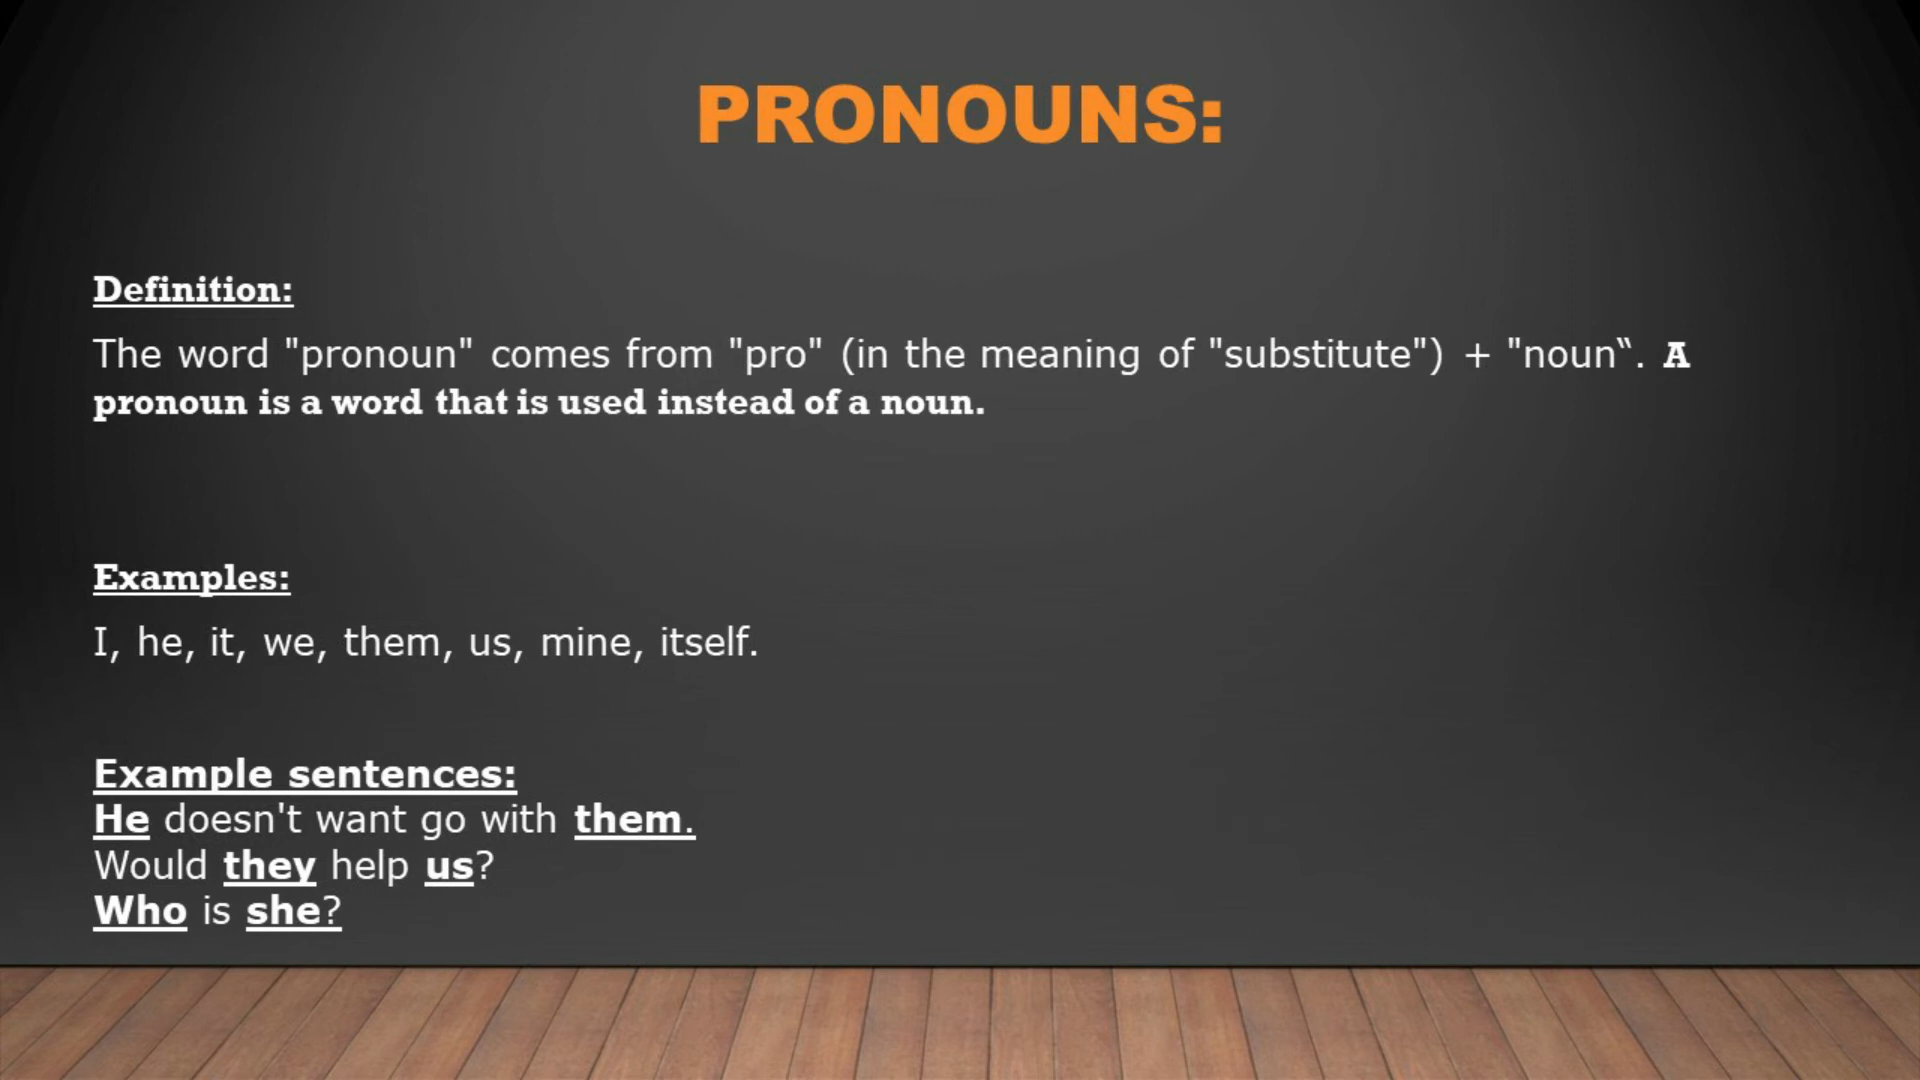 PRONOUNS:
Definition:
The word "pronoun" comes from "pro" (in the meaning of "substitute") + "noun“. A
pronoun is a word that is used instead of a noun.
Examples:
I, he, it, we, them, us, mine, itself.
Example sentences:
He doesn't want go with them.
Would they help us?
Who is she?